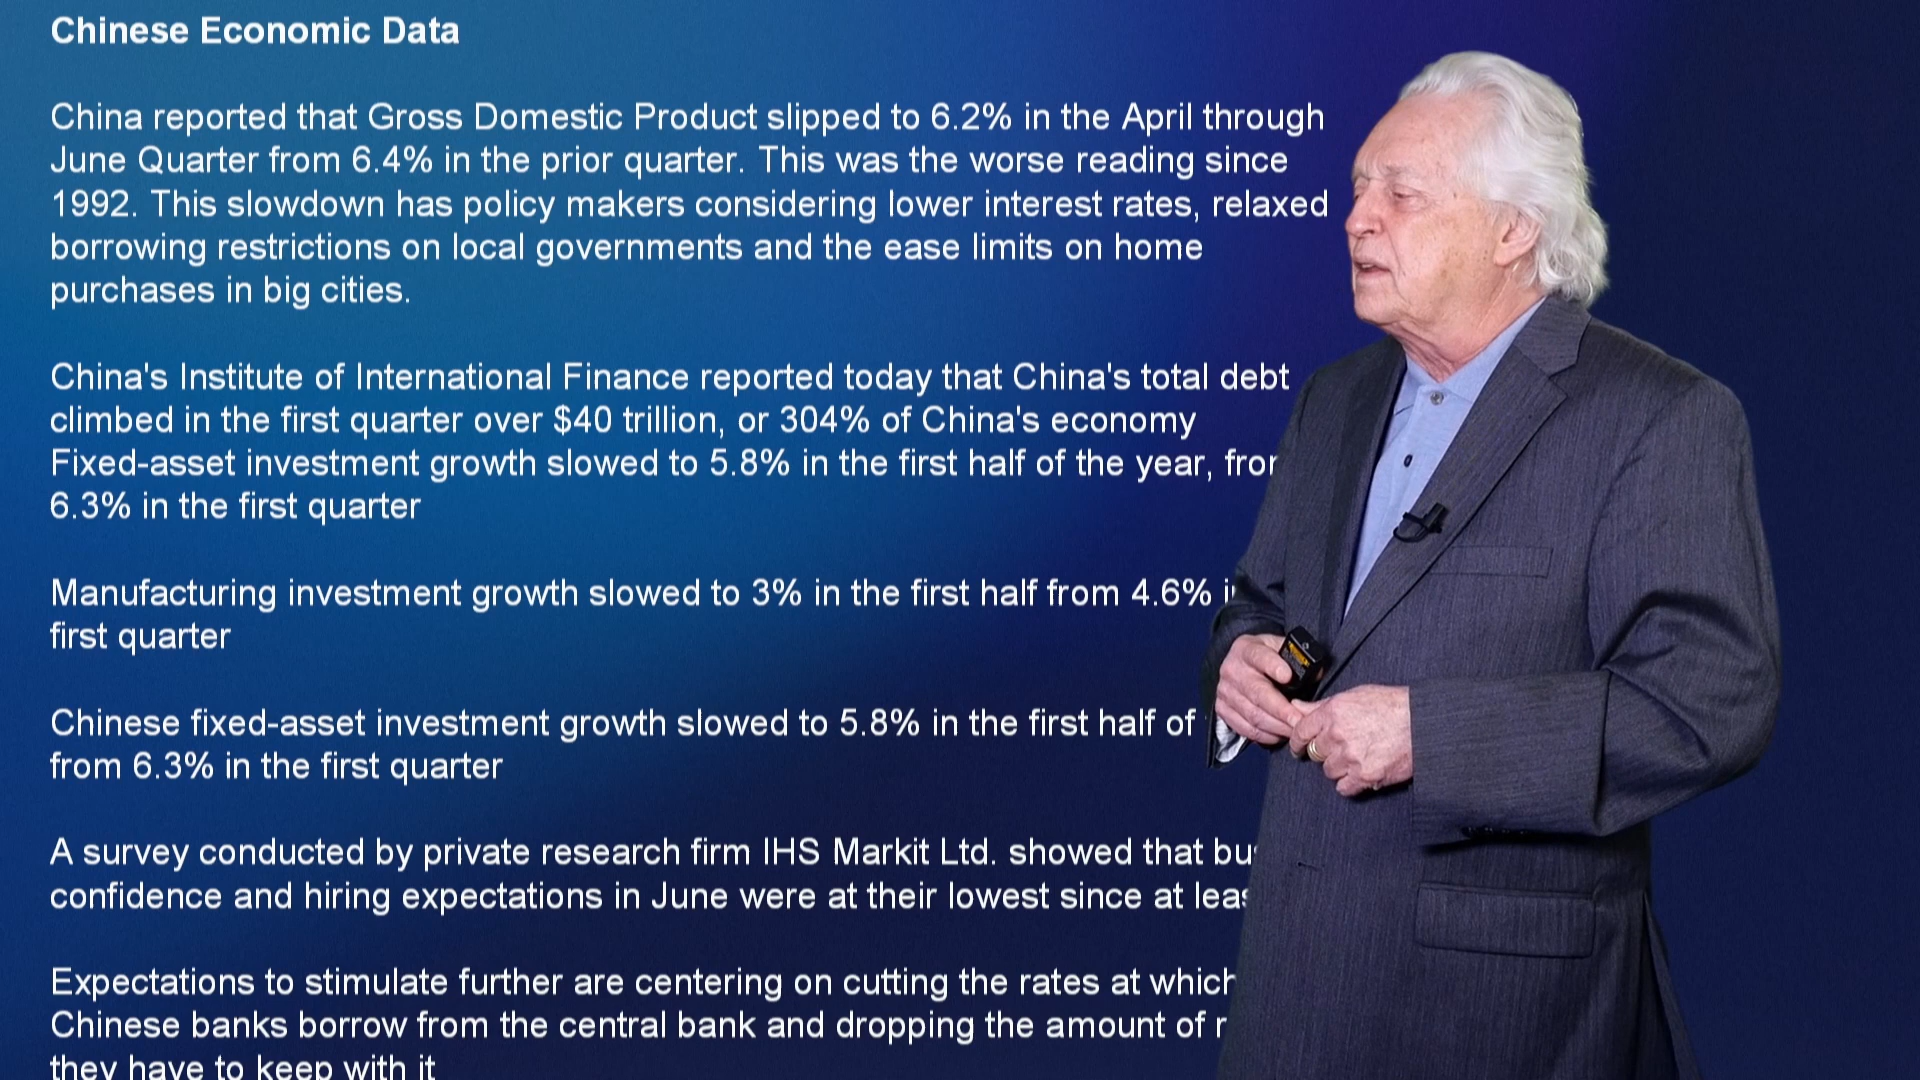 Chinese Economic Data
China reported that Gross Domestic Product slipped to 6.2% in the April through
June Quarter from 6.4% in the prior quarter. This was the worse reading since
1992. This slowdown has policy makers considering lower interest rates, relaxed
borrowing restrictions on local governments and the ease limits on home
purchases in big cities.
China's Institute of International Finance reported today that China's total debt
climbed in the first quarter over $40 trillion, or 304% of China's economy
Fixed-asset investment growth slowed to 5.8% in the first half of the year,
6.3% in the first quarter
Manufacturing investment growth slowed to 3% in the first half from 4.6%
first quarter
Chinese fixed-asset investment growth slowed to 5.8% in the first half of
from 6.3% in the first quarter
A survey conducted by private research firm IHS Markit Ltd. showed that
confidence and hiring expectations in June were at their lowest since at
Expectations to stimulate further are centering on cutting the rates at which
Chinese banks borrow from the central bank and dropping the amount of
they have to keep with it